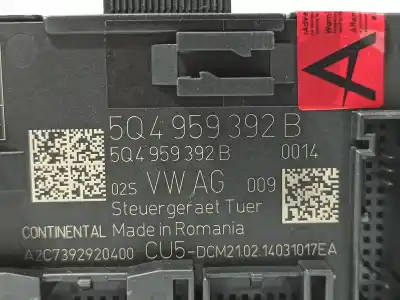 5Q4 959 392 B
5Q4 959 392 B 0014
02S VW AG 009
Steuergeraet Tuer
CONTINENTAL Made in Romania
A2C7392920400 CU5-DCM21.02.14031017EA
A